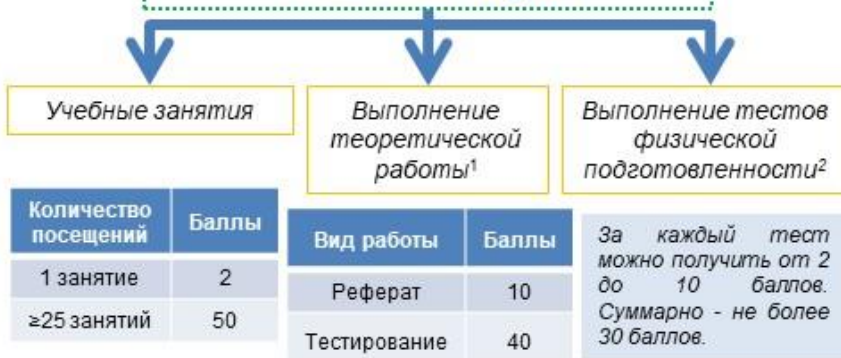 Учебные занятия
Выполнение
теоретической
работы¹
Выполнение тестов
физической
подготовленности²
Количество
посещений
Баллы
1 занятие
2
≥25 занятий
50
Вид работы
Баллы
Реферат
10
Тестирование
40
За каждый тест
можно получить от 2
до 10 баллов.
Суммарно - не более
30 баллов.